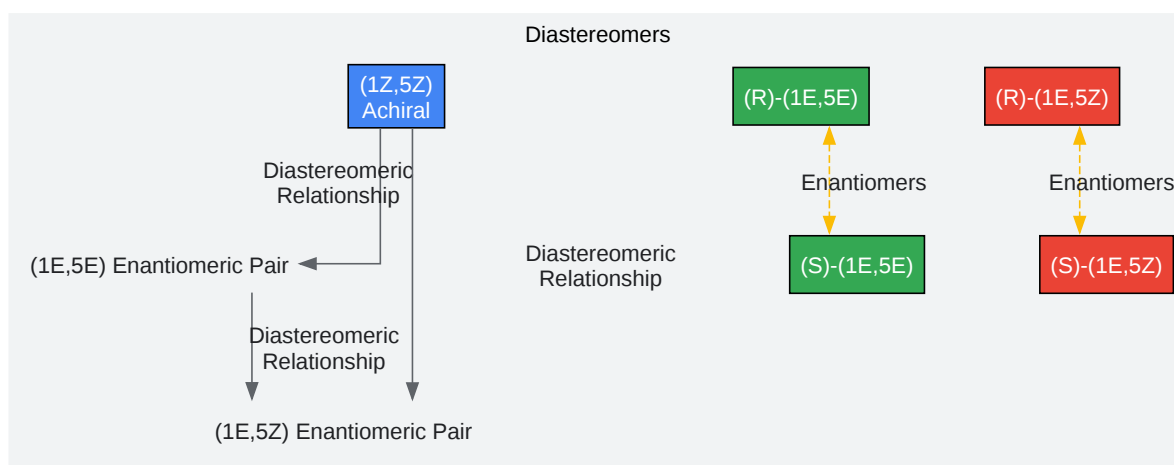 Diastereomers
(1Z,5Z)
Achiral
(R)-(1E,5E)
(R)-(1E,5Z)
Diastereomeric
Relationship
Enantiomers
Enantiomers
(1E,5E) Enantiomeric Pair
Diastereomeric
Relationship
(S)-(1E,5E)
(S)-(1E,5Z)
Diastereomeric
Relationship
(1E,5Z) Enantiomeric Pair